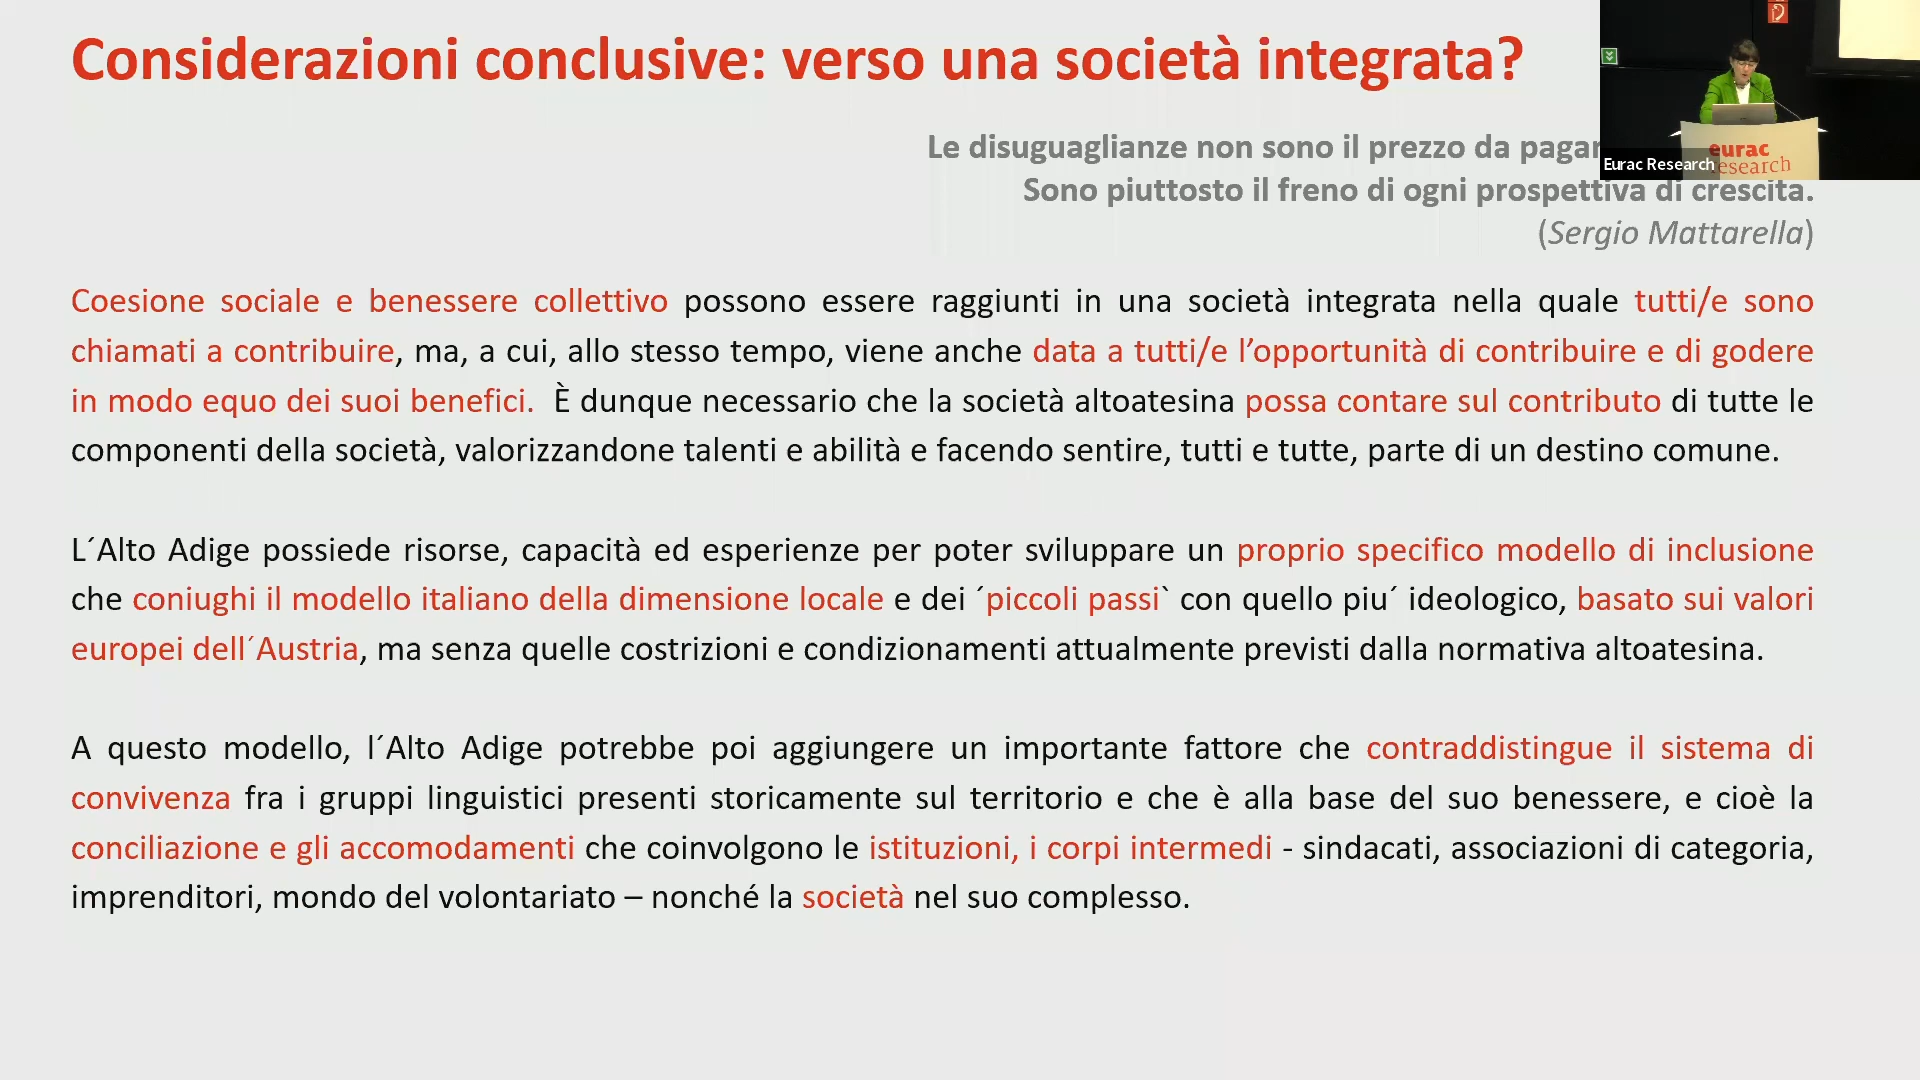 Considerazioni conclusive: verso una società integrata?
Le disuguaglianze non sono il prezzo da
Sono piuttosto il freno di ogni prospettiva di crescita.
(Sergio Mattarella)
eurac
research
Eurac Research
Coesione sociale e benessere collettivo possono essere raggiunti in una società integrata nella quale tutti/e sono
chiamati a contribuire, ma, a cui, allo stesso tempo, viene anche data a tutti/e l’opportunità di contribuire e di godere
in modo equo dei suoi benefici. È dunque necessario che la società altoatesina possa contare sul contributo di tutte le
componenti della società, valorizzandone talenti e abilità e facendo sentire, tutti e tutte, parte di un destino comune.
L´Alto Adige possiede risorse, capacità ed esperienze per poter sviluppare un proprio specifico modello di inclusione
che coniughi il modello italiano della dimensione locale e dei ´piccoli passi` con quello piu´ ideologico, basato sui valori
europei dell´Austria, ma senza quelle costrizioni e condizionamenti attualmente previsti dalla normativa altoatesina.
A questo modello, l´Alto Adige potrebbe poi aggiungere un importante fattore che contraddistingue il sistema di
convivenza fra i gruppi linguistici presenti storicamente sul territorio e che è alla base del suo benessere, e cioè la
conciliazione e gli accomodamenti che coinvolgono le istituzioni, i corpi intermedi - sindacati, associazioni di categoria,
imprenditori, mondo del volontariato – nonché la società nel suo complesso.